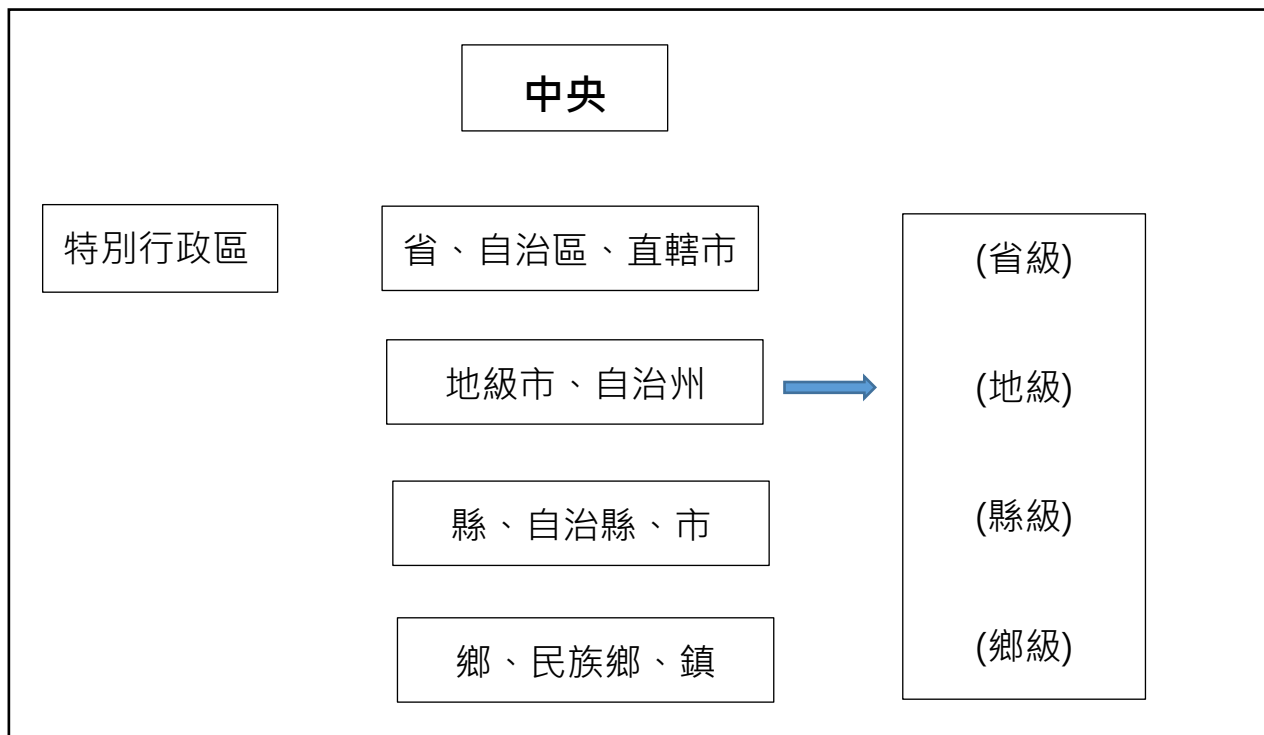 中央
特別行政區
省、自治區、直轄市
(省級)
地級市、自治州
(地級)
縣、自治縣、市
(縣級)
鄉、民族鄉、鎮
(鄉級)